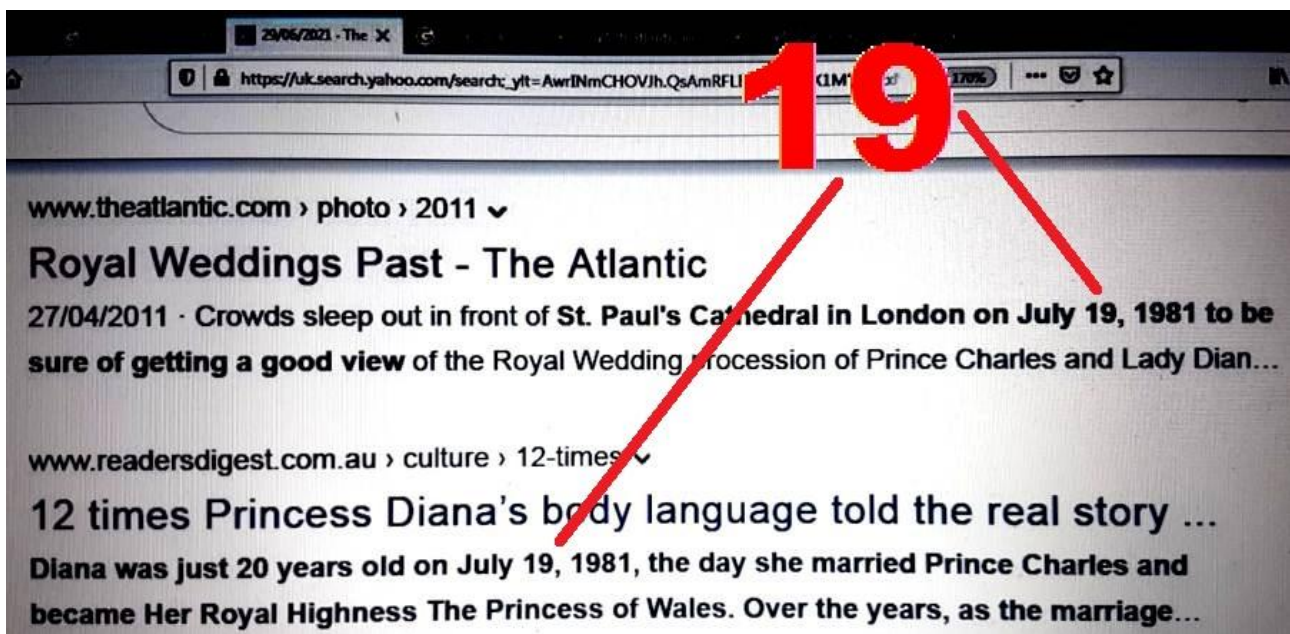 29/06/2021 - The
19
https://uk.search.yahoo.com/search;_ylt=AwrINmCHOVJh.QsAmRFL 170%
www.theatlantic.com › photo › 2011
Royal Weddings Past - The Atlantic
27/04/2011 · Crowds sleep out in front of St. Paul's Cathedral in London on July 19, 1981 to be
sure of getting a good view of the Royal Wedding procession of Prince Charles and Lady Dian...
www.readersdigest.com.au › culture › 12-times
12 times Princess Diana's body language told the real story ...
Diana was just 20 years old on July 19, 1981, the day she married Prince Charles and
became Her Royal Highness The Princess of Wales. Over the years, as the marriage...